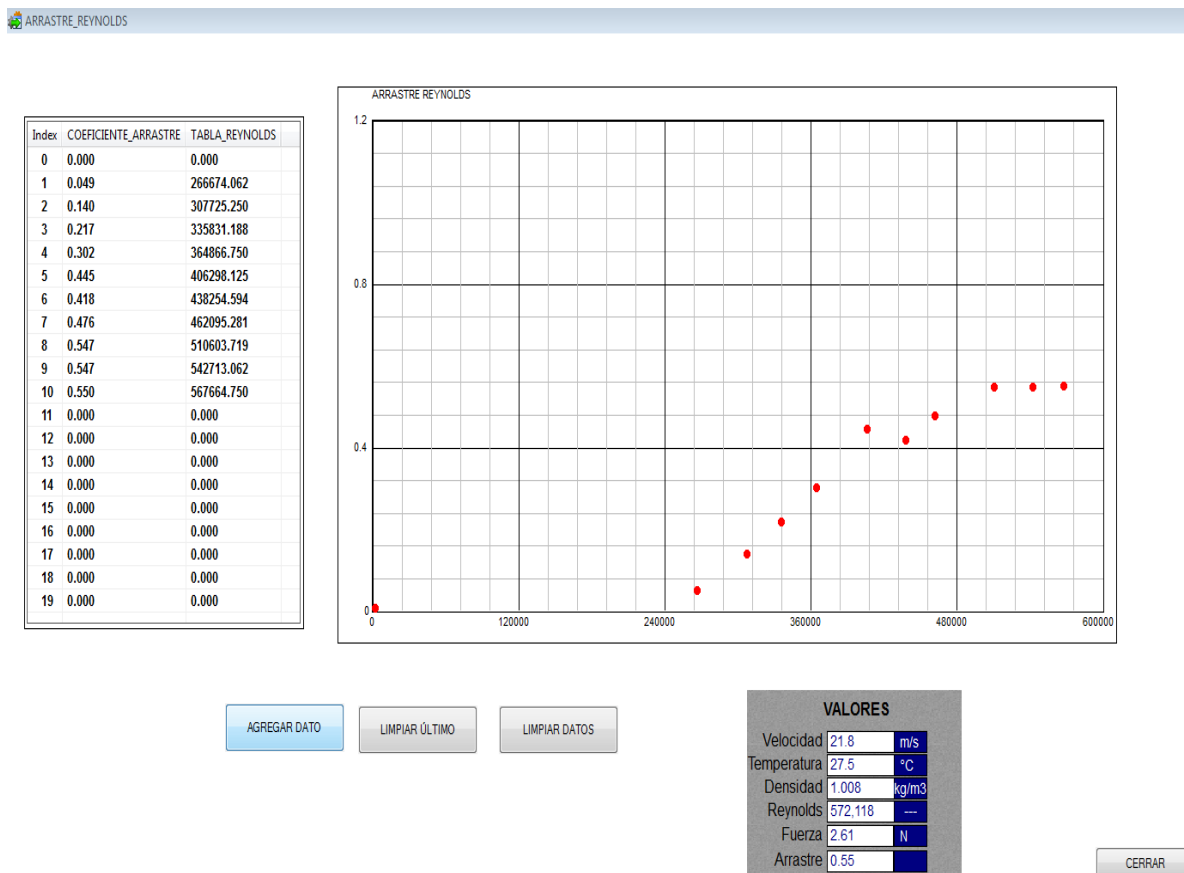 ARRASTRE_REYNOLDS
Index COEFICIENTE_ARRASTRE TABLA_REYNOLDS
0 0.000 0.000
1 0.049 266674.062
2 0.140 307725.250
3 0.217 335831.188
4 0.302 364866.750
5 0.445 406298.125
6 0.418 438254.594
7 0.476 462095.281
8 0.547 510603.719
9 0.547 542713.062
10 0.550 567664.750
11 0.000 0.000
12 0.000 0.000
13 0.000 0.000
14 0.000 0.000
15 0.000 0.000
16 0.000 0.000
17 0.000 0.000
18 0.000 0.000
19 0.000 0.000
ARRASTRE REYNOLDS
1.2
0.8
0.4
0
0 120000 240000 360000 480000 600000
AGREGAR DATO LIMPIAR ÚLTIMO LIMPIAR DATOS
VALORES
Velocidad 21.8 m/s
Temperatura 27.5 °C
Densidad 1.008 kg/m3
Reynolds 572,118 ---
Fuerza 2.61 N
Arrastre 0.55
CERRAR